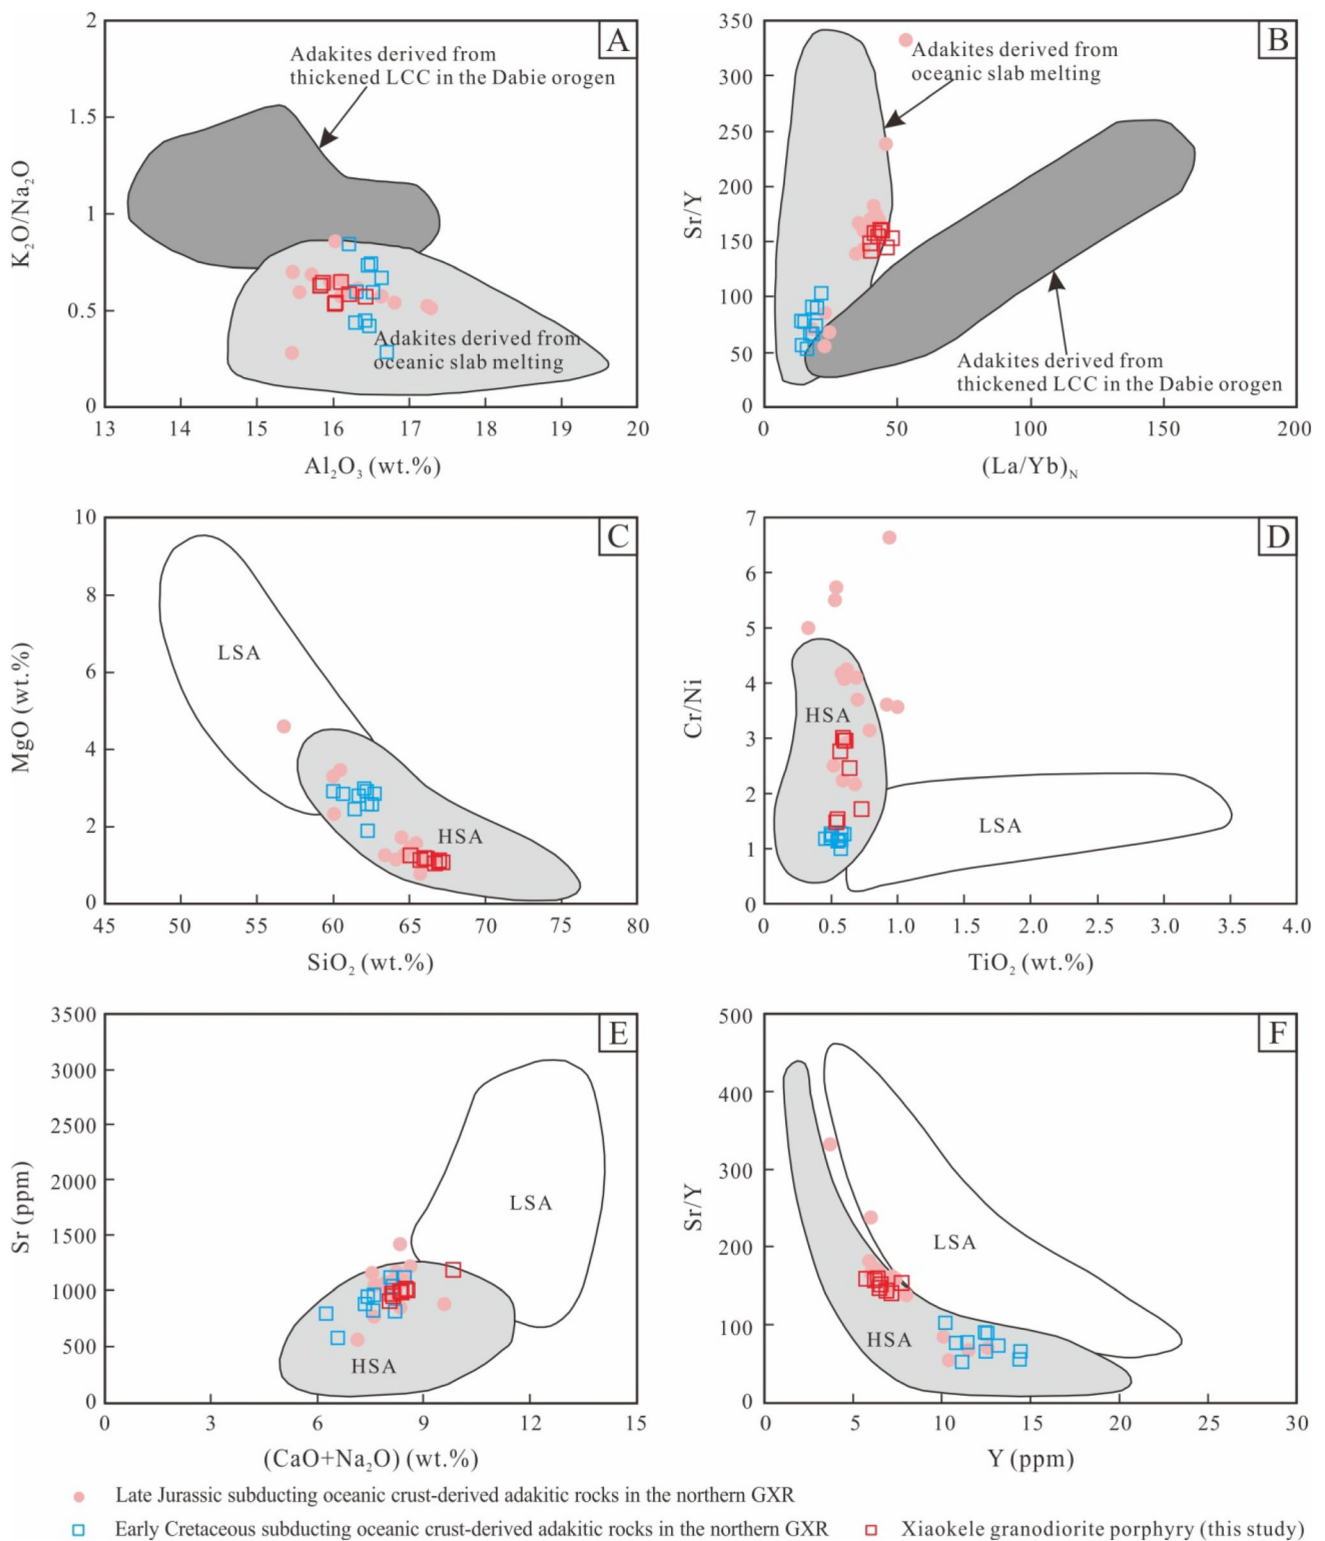 A
K₂O/Na₂O
2
1.5
1
0.5
0
Adakites derived from
thickened LCC in the Dabie orogen
Adakites derived from
oceanic slab melting
13 14 15 16 17 18 19 20
Al₂O₃ (wt.%)
B
Sr/Y
350
300
250
200
150
100
50
0
Adakites derived from
oceanic slab melting
Adakites derived from
thickened LCC in the Dabie orogen
0 50 100 150 200
(La/Yb)N
C
MgO (wt.%)
10
8
6
4
2
0
LSA
HSA
45 50 55 60 65 70 75 80
SiO₂ (wt.%)
D
Cr/Ni
7
6
5
4
3
2
1
0
HSA
LSA
0 0.5 1.0 1.5 2.0 2.5 3.0 3.5 4.0
TiO₂ (wt.%)
E
Sr (ppm)
3500
3000
2500
2000
1500
1000
500
0
LSA
HSA
0 3 6 9 12 15
(CaO+Na₂O) (wt.%)
F
Sr/Y
500
400
300
200
100
0
LSA
HSA
0 5 10 15 20 25 30
Y (ppm)
Late Jurassic subducting oceanic crust-derived adakitic rocks in the northern GXR
Early Cretaceous subducting oceanic crust-derived adakitic rocks in the northern GXR
Xiaokele granodiorite porphyry (this study)